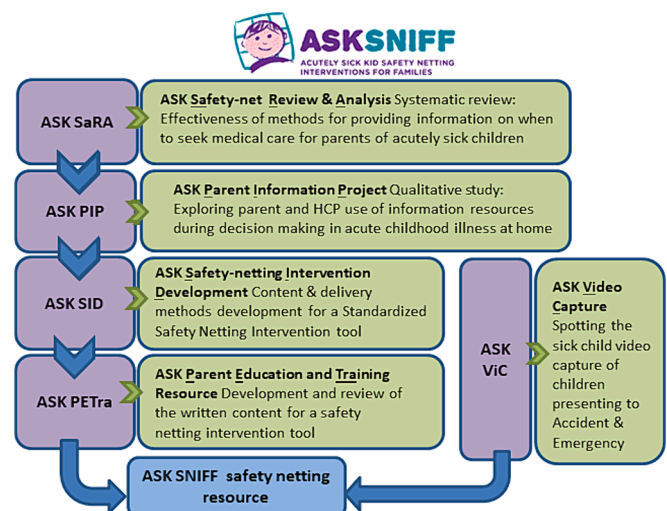 ASKSNIFF
ACUTELY SICK KID SAFETY NETTING
INTERVENTIONS FOR FAMILIES
ASK SaRA
ASK Safety-net Review & Analysis Systematic review:
Effectiveness of methods for providing information on when
to seek medical care for parents of acutely sick children
ASK PIP
ASK Parent Information Project Qualitative study:
Exploring parent and HCP use of information resources
during decision making in acute childhood illness at home
ASK SID
ASK Safety-netting Intervention
Development Content & delivery
methods development for a Standardized
Safety Netting Intervention tool
ASK PETra
ASK Parent Education and Training
Resource Development and review of
the written content for a safety
netting intervention tool
ASK
ViC
ASK Video
Capture
Spotting the
sick child video
capture of
children
presenting to
Accident &
Emergency
ASK SNIFF safety netting
resource